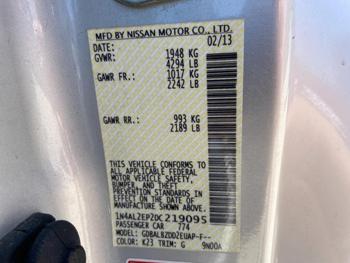 MFD BY NISSAN MOTOR CO., LTD.
DATE: 02/13
GVWR: 1948 KG
4294 LB
GAWR FR.: 1017 KG
2242 LB
GAWR RR.: 993 KG
2189 LB
THIS VEHICLE CONFORMS TO
ALL APPLICABLE FEDERAL
MOTOR VEHICLE SAFETY,
BUMPER, AND THEFT
PREVENTION STANDARDS IN
EFFECT ON THE DATE OF
MANUFACTURE SHOWN ABOVE.
1N4AL2EP2DC219095
PASSENGER CAR 774
MODEL: GDBALBZDD2EUAP-F--
COLOR: K23 TRIM: G 9N00A